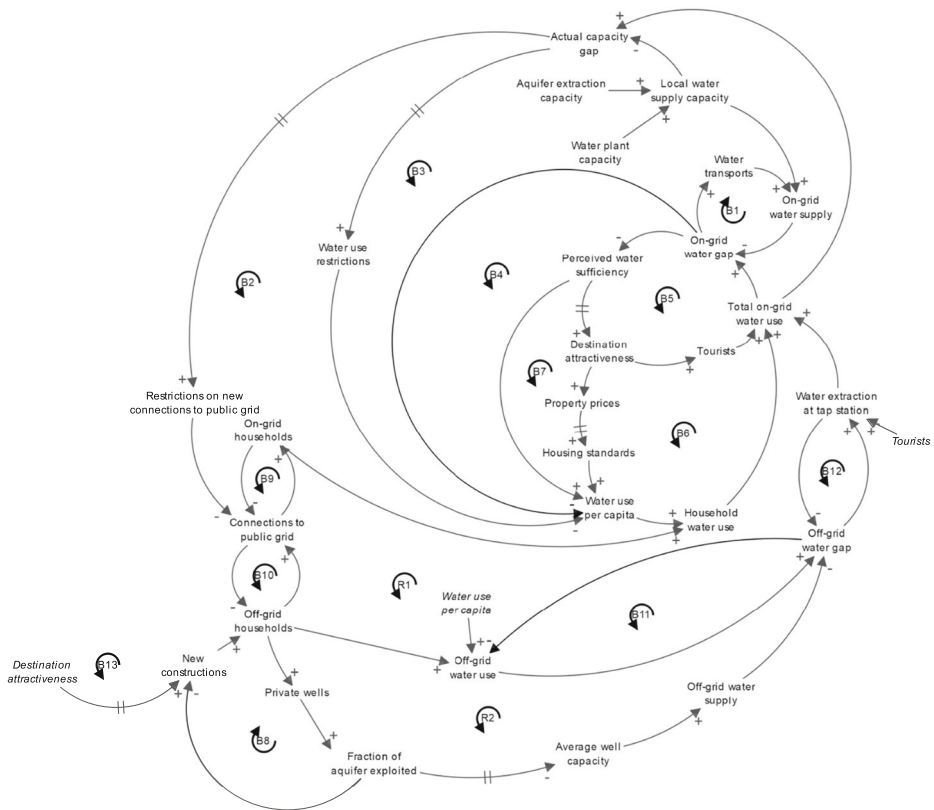 Actual capacity
gap
+
-
Aquifer extraction
capacity
+
Local water
supply capacity
+
Water plant
capacity
B3
Water
transports
+
+
+
On-grid
water supply
B1
+
Water use
restrictions
-
On-grid
water gap
-
+
Perceived water
sufficiency
B2
B4
B5
Total on-grid
water use
+
+
+
+
Destination
attractiveness
Tourists
+
B7
+
Property prices
+
Restrictions on new
connections to public grid
Water extraction
at tap station
+
+
Tourists
On-grid
households
+
B6
+
Housing standards
B9
B12
+
+
-
Water use
per capita
-
+
+
Household
water use
-
-
Connections to
public grid
-
Off-grid
water gap
+
-
+
B10
R1
Water use
per capita
B11
-
Off-grid
households
+
+
-
+
Off-grid
water use
Destination
attractiveness
B13
New
constructions
+
-
+
Private wells
Off-grid water
supply
+
R2
B8
+
Fraction of
aquifer exploited
Average well
capacity
-